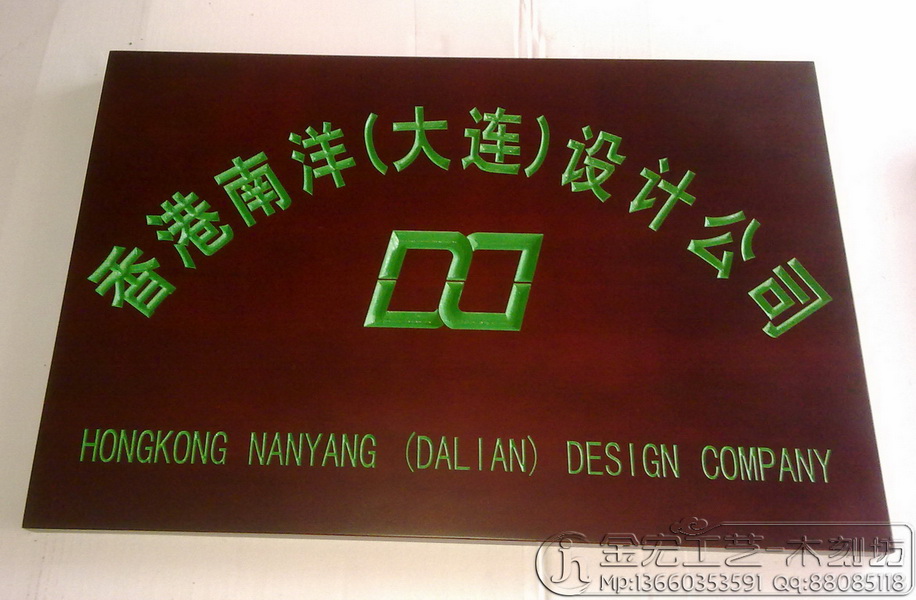 香港南洋(大连)设计公司
HONGKONG NANYANG (DALIAN) DESIGN COMPANY
金宏工艺-木刻坊
Mp:13660353591 QQ:88085118